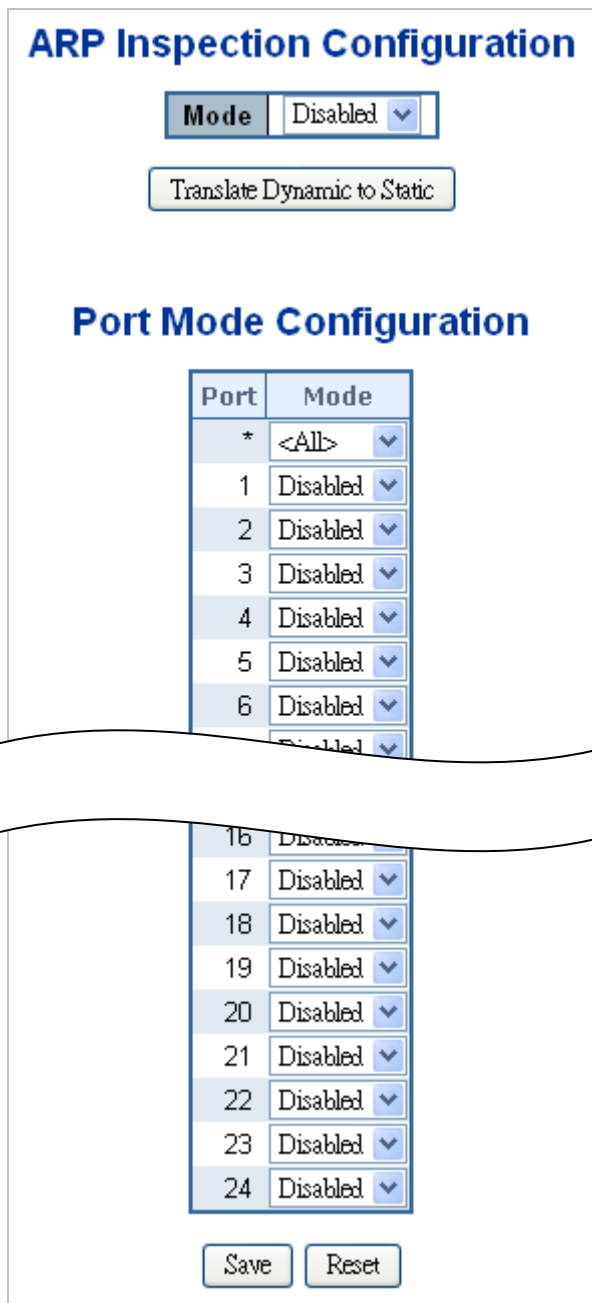 ARP Inspection Configuration
Mode Disabled
Translate Dynamic to Static
Port Mode Configuration
Port Mode
* <All>
1 Disabled
2 Disabled
3 Disabled
4 Disabled
5 Disabled
6 Disabled
Disabled
16 Disabled
17 Disabled
18 Disabled
19 Disabled
20 Disabled
21 Disabled
22 Disabled
23 Disabled
24 Disabled
Save Reset